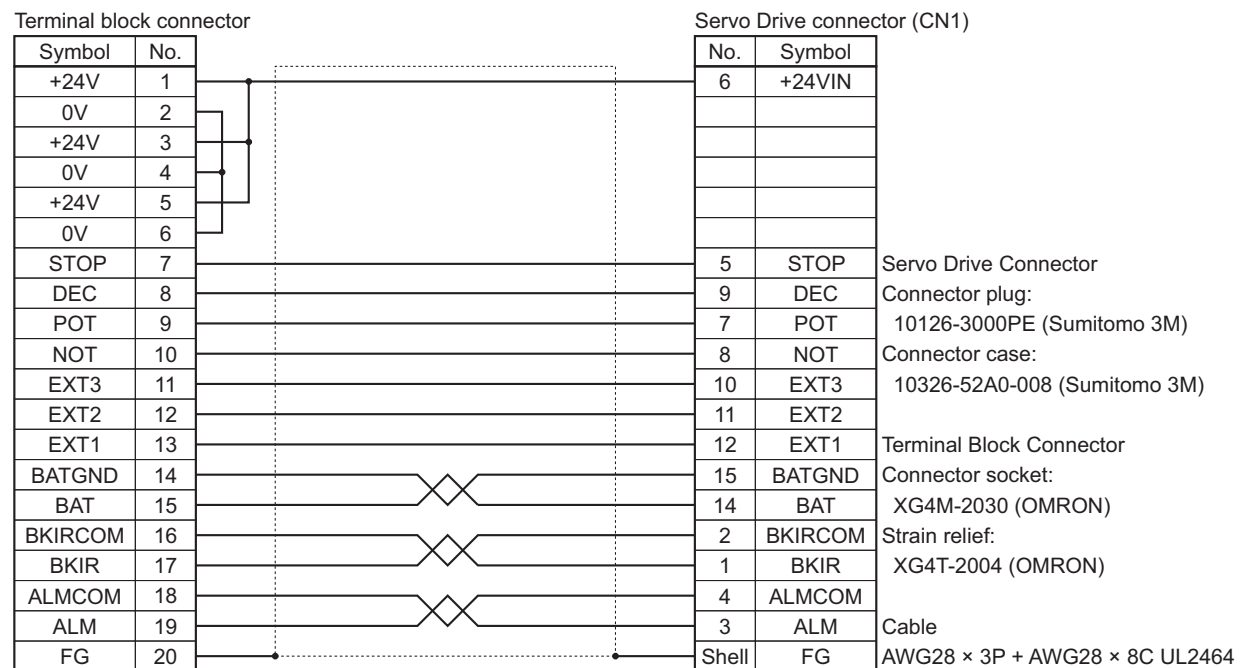 Terminal block connector Servo Drive connector (CN1)
Symbol No. No. Symbol
+24V 1 6 +24VIN
0V 2
+24V 3
0V 4
+24V 5
0V 6
STOP 7 5 STOP Servo Drive Connector
DEC 8 9 DEC Connector plug:
POT 9 7 POT 10126-3000PE (Sumitomo 3M)
NOT 10 8 NOT Connector case:
EXT3 11 10 EXT3 10326-52A0-008 (Sumitomo 3M)
EXT2 12 11 EXT2
EXT1 13 12 EXT1 Terminal Block Connector
BATGND 14 15 BATGND Connector socket:
BAT 15 14 BAT XG4M-2030 (OMRON)
BKIRCOM 16 2 BKIRCOM Strain relief:
BKIR 17 1 BKIR XG4T-2004 (OMRON)
ALMCOM 18 4 ALMCOM
ALM 19 3 ALM Cable
FG 20 Shell FG AWG28 × 3P + AWG28 × 8C UL2464